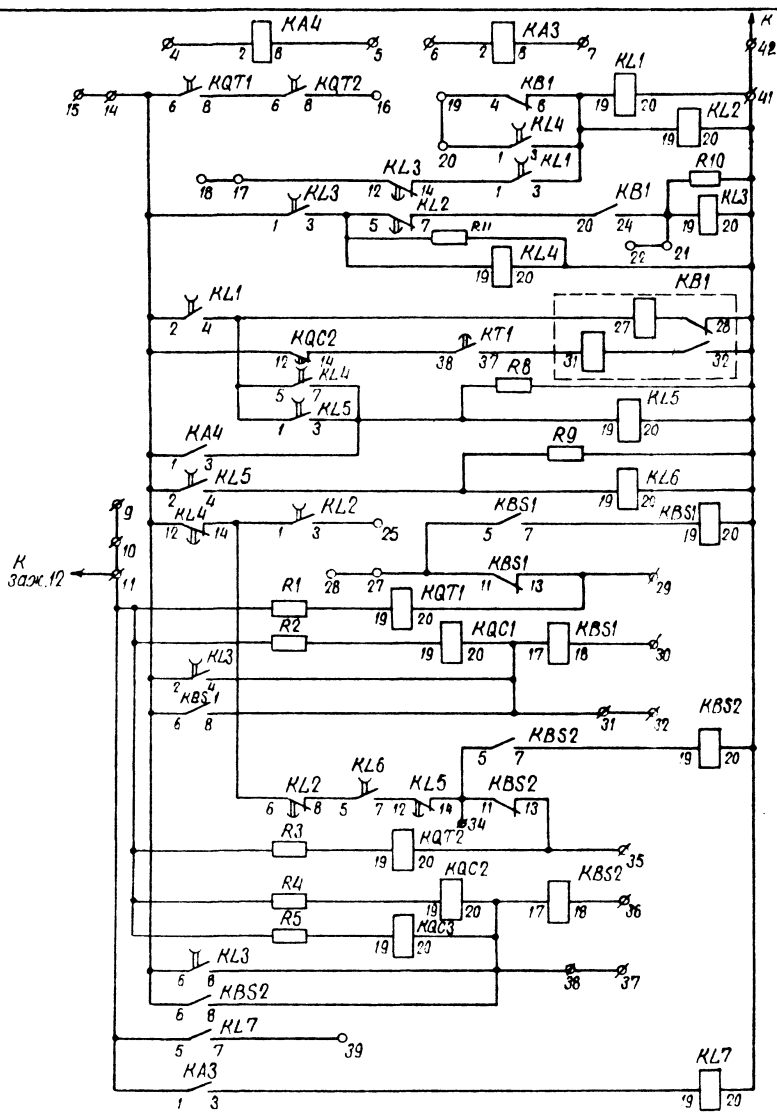 К
KA4
KA3
4 2 8 5 6 2 8 7 42
KQT1 KQT2 KB1 KL1
15 14 6 8 6 8 16 19 4 6 19 20 41
KL4 KL2
20 1 3 19 20
KL3 KL1 R10
18 17 12 14 1 3
KL3 KL2 KB1 KL3
1 3 5 7 20 24 19 20
R11 22 21
KL4
19 20
KL1 KB1
2 4 27 28
KQC2 KT1
12 14 38 37 31 32
KL4 R8
5 7
KL5 KL5
1 3 19 20
KA4 R9
1 3
KL5 KL6
2 4 19 20
9 KL4 KL2 KBS1 KBS1
12 14 1 3 25 5 7 19 20
10
К
заж.12
11 28 27 KBS1
11 13 29
R1 KQT1
19 20
R2 KQC1 KBS1
19 20 17 18 30
KL3
2 4
KBS1
6 8 31 32
KBS2 KBS2
5 7 19 20
KL2 KL6 KL5 KBS2
6 8 5 7 12 14 11 13
34
R3 KQT2
19 20 35
R4 KQC2 KBS2
19 20 17 18 36
R5 KQC3
19 20
KL3
6 8 38 37
KBS2
6 8
KL7
5 7 39
KA3 KL7
1 3 19 20